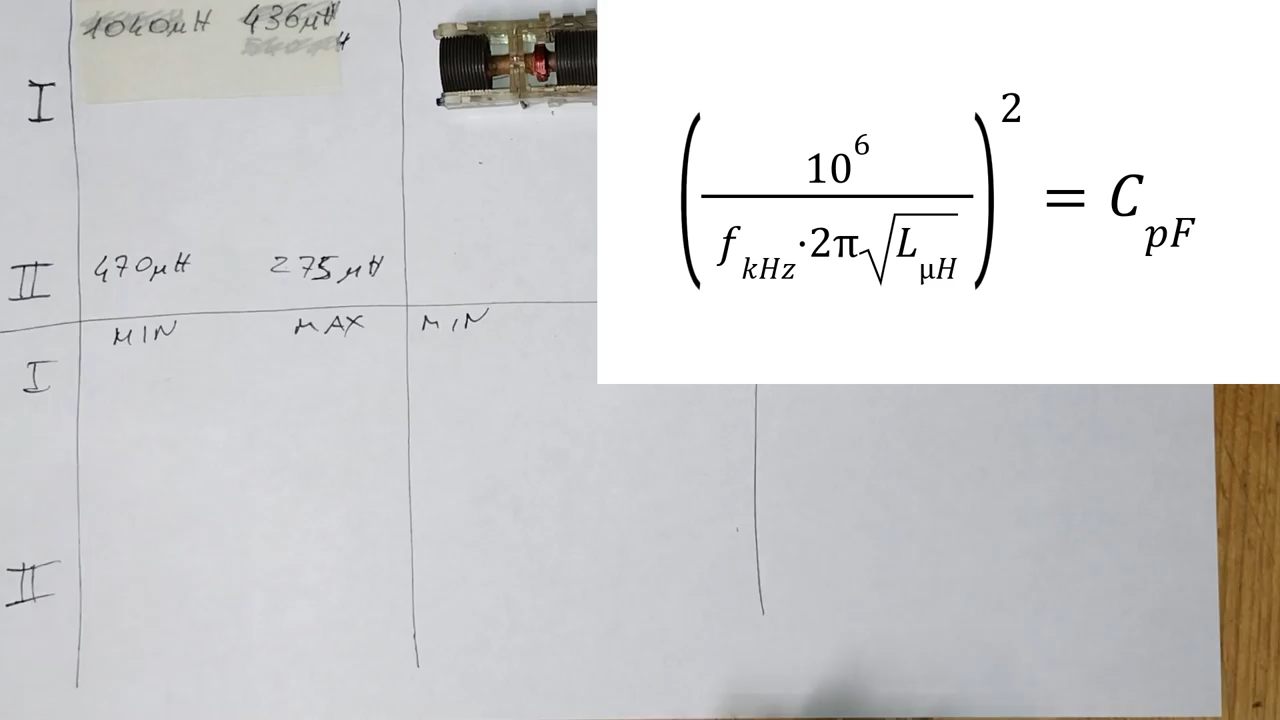 1040μH 436μH
I
II 470μH 275μH
MIN MAX MIN
I
II
(10^6 / (f_kHz · 2π√L_μH))^2 = C_pF